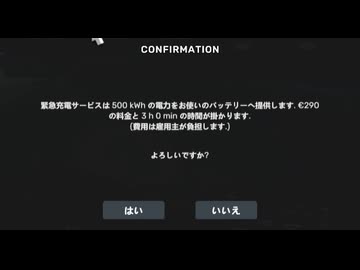 CONFIRMATION
緊急充電サービスは 500 kWh の電力をお使いのバッテリーへ提供します. €290
の料金と 3 h 0 min の時間が掛かります.
(費用は雇用主が負担します.)
よろしいですか?
はい
いいえ